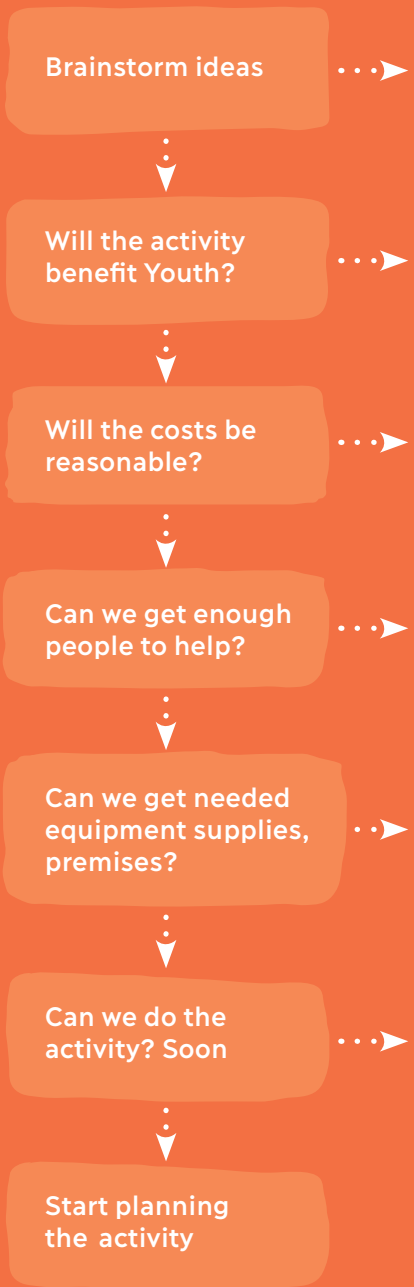 Brainstorm ideas
Will the activity
benefit Youth?
Will the costs be
reasonable?
Can we get enough
people to help?
Can we get needed
equipment supplies,
premises?
Can we do the
activity? Soon
Start planning
the activity